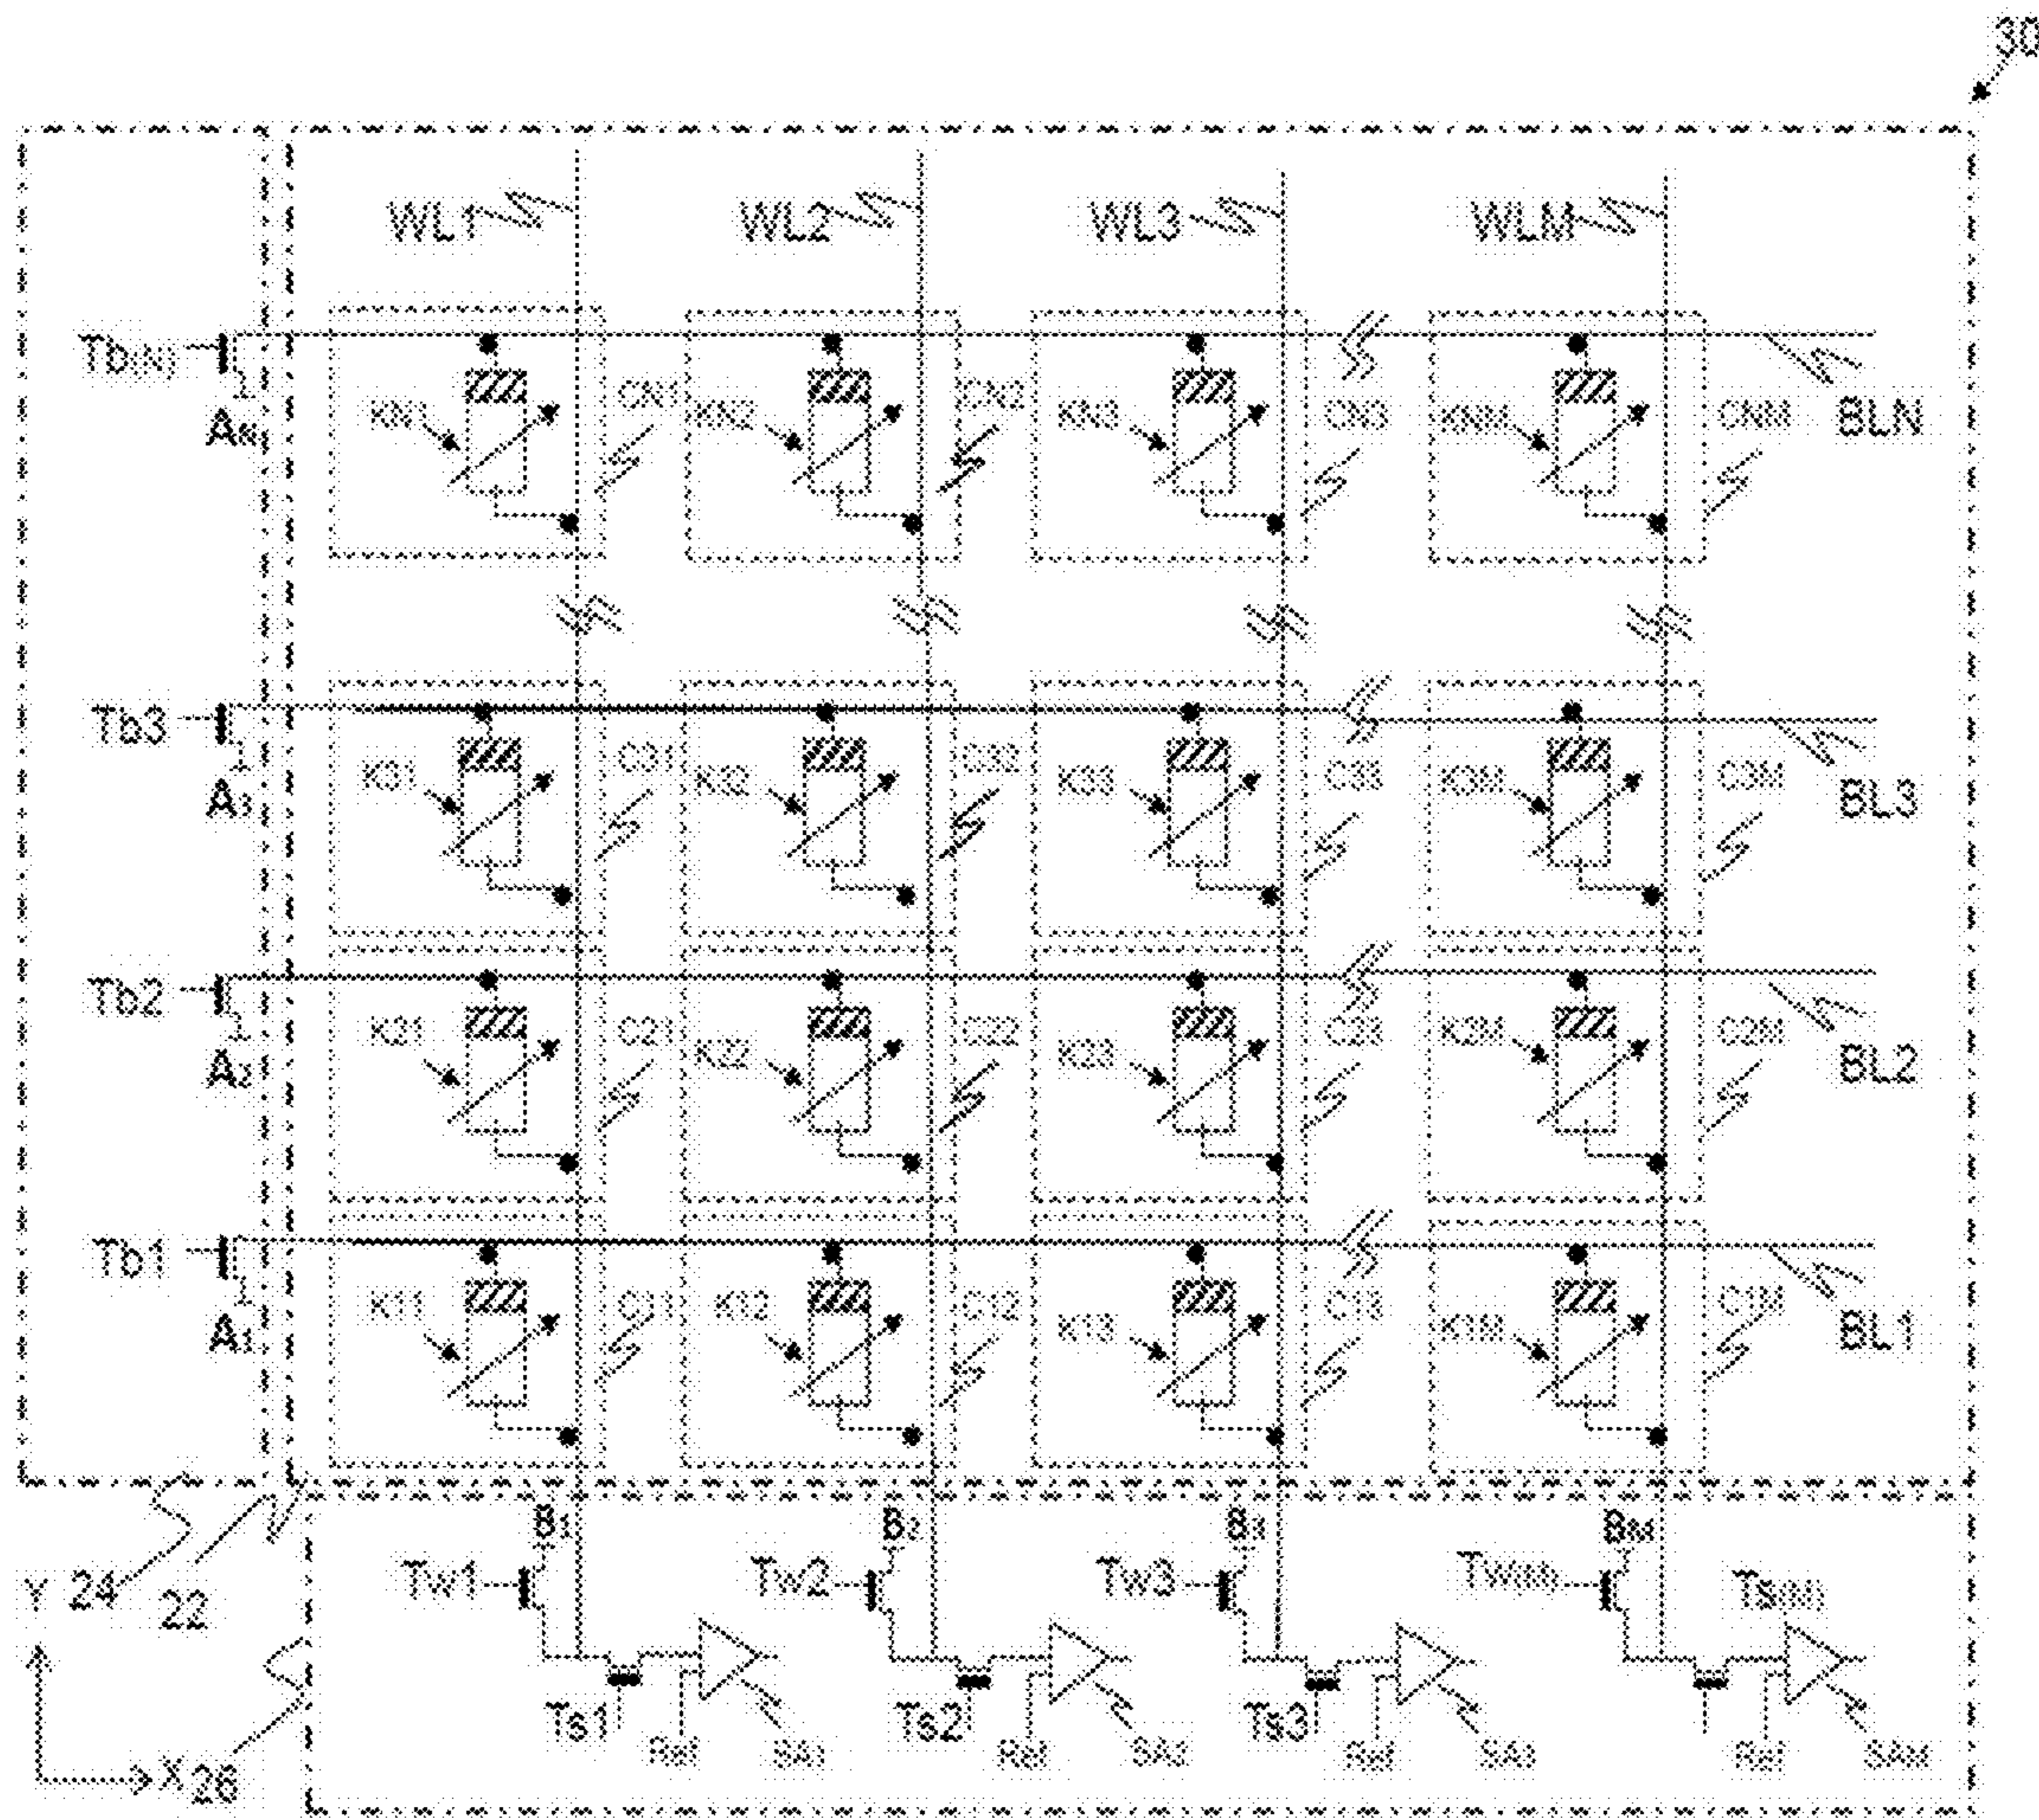 30
WL1 WL2 WL3 WLM
Tb(N) AN KN1 CN1 KN2 CN2 KN3 CN3 KNM CNM BLN
Tb3 A3 K31 C31 K32 C32 K33 C33 K3M C3M BL3
Tb2 A2 K21 C21 K22 C22 K23 C23 K2M C2M BL2
Tb1 A1 K11 C11 K12 C12 K13 C13 K1M C1M BL1
B1 B2 B3 BM
Y 24 22 Tw1 Tw2 Tw3 Tw(M) Ts(M)
Ts1 Ts2 Ts3
Ref SA1 Ref SA2 Ref SA3 Ref SAM
X 26